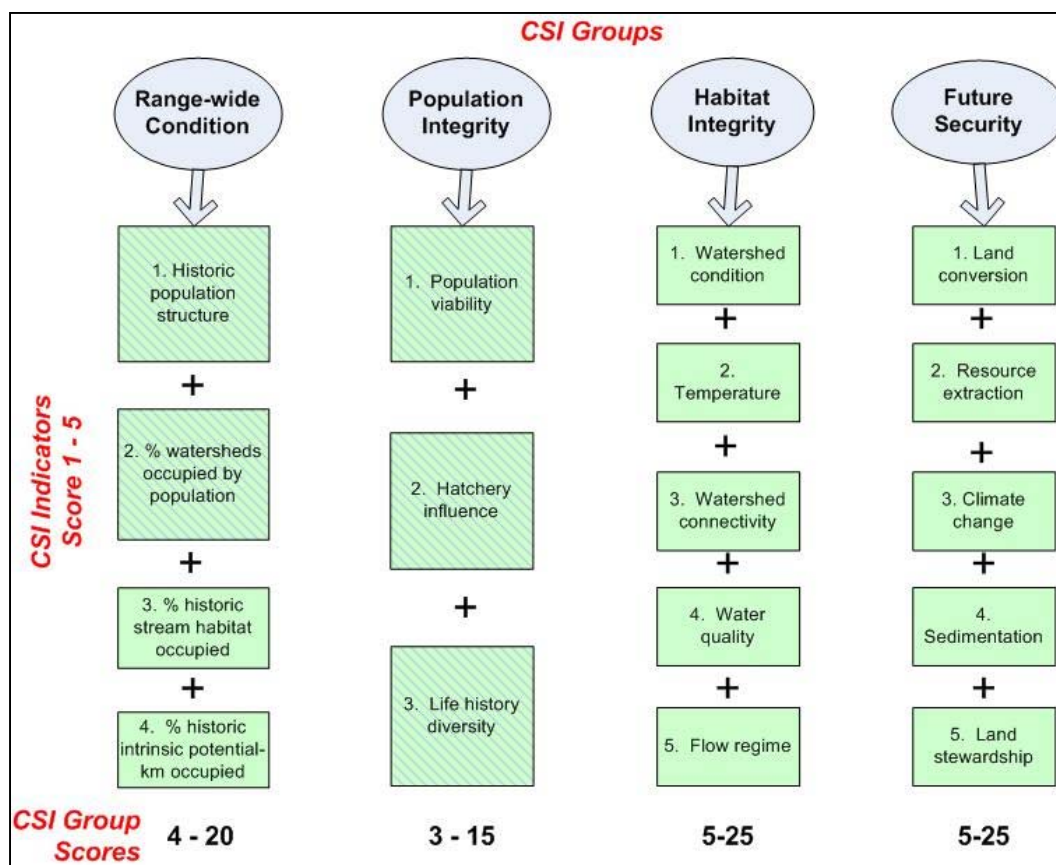 CSI Groups
Range-wide
Condition
Population
Integrity
Habitat
Integrity
Future
Security
CSI Indicators
Score 1 - 5
1. Historic
population
structure
+
2. % watersheds
occupied by
population
+
3. % historic
stream habitat
occupied
+
4. % historic
intrinsic potential-
km occupied
1. Population
viability
+
2. Hatchery
influence
+
3. Life history
diversity
1. Watershed
condition
+
2.
Temperature
+
3. Watershed
connectivity
+
4. Water
quality
+
5. Flow regime
1. Land
conversion
+
2. Resource
extraction
+
3. Climate
change
+
4.
Sedimentation
+
5. Land
stewardship
CSI Group
Scores
4 - 20
3 - 15
5-25
5-25